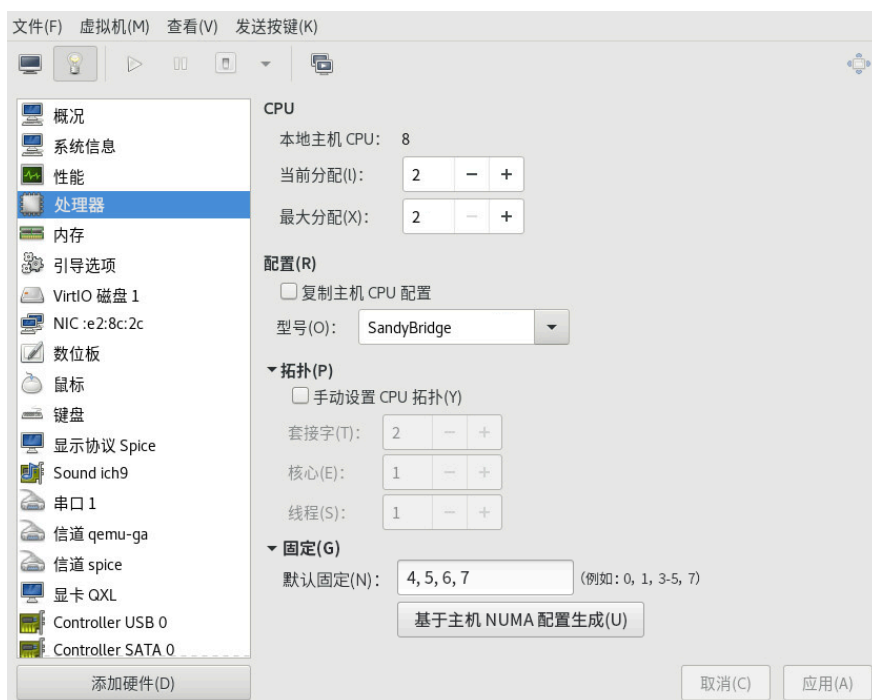 文件(F) 虚拟机(M) 查看(V) 发送按键(K)
概况
系统信息
性能
处理器
内存
引导选项
VirtIO 磁盘 1
NIC :e2:8c:2c
数位板
鼠标
键盘
显示协议 Spice
Sound ich9
串口 1
信道 qemu-ga
信道 spice
显卡 QXL
Controller USB 0
Controller SATA 0
添加硬件(D)
CPU
本地主机 CPU： 8
当前分配(I)： 2
最大分配(X)： 2
配置(R)
复制主机 CPU 配置
型号(O)： SandyBridge
拓扑(P)
手动设置 CPU 拓扑(Y)
套接字(T)： 2
核心(E)： 1
线程(S)： 1
固定(G)
默认固定(N)： 4, 5, 6, 7 (例如：0, 1, 3-5, 7)
基于主机 NUMA 配置生成(U)
取消(C) 应用(A)